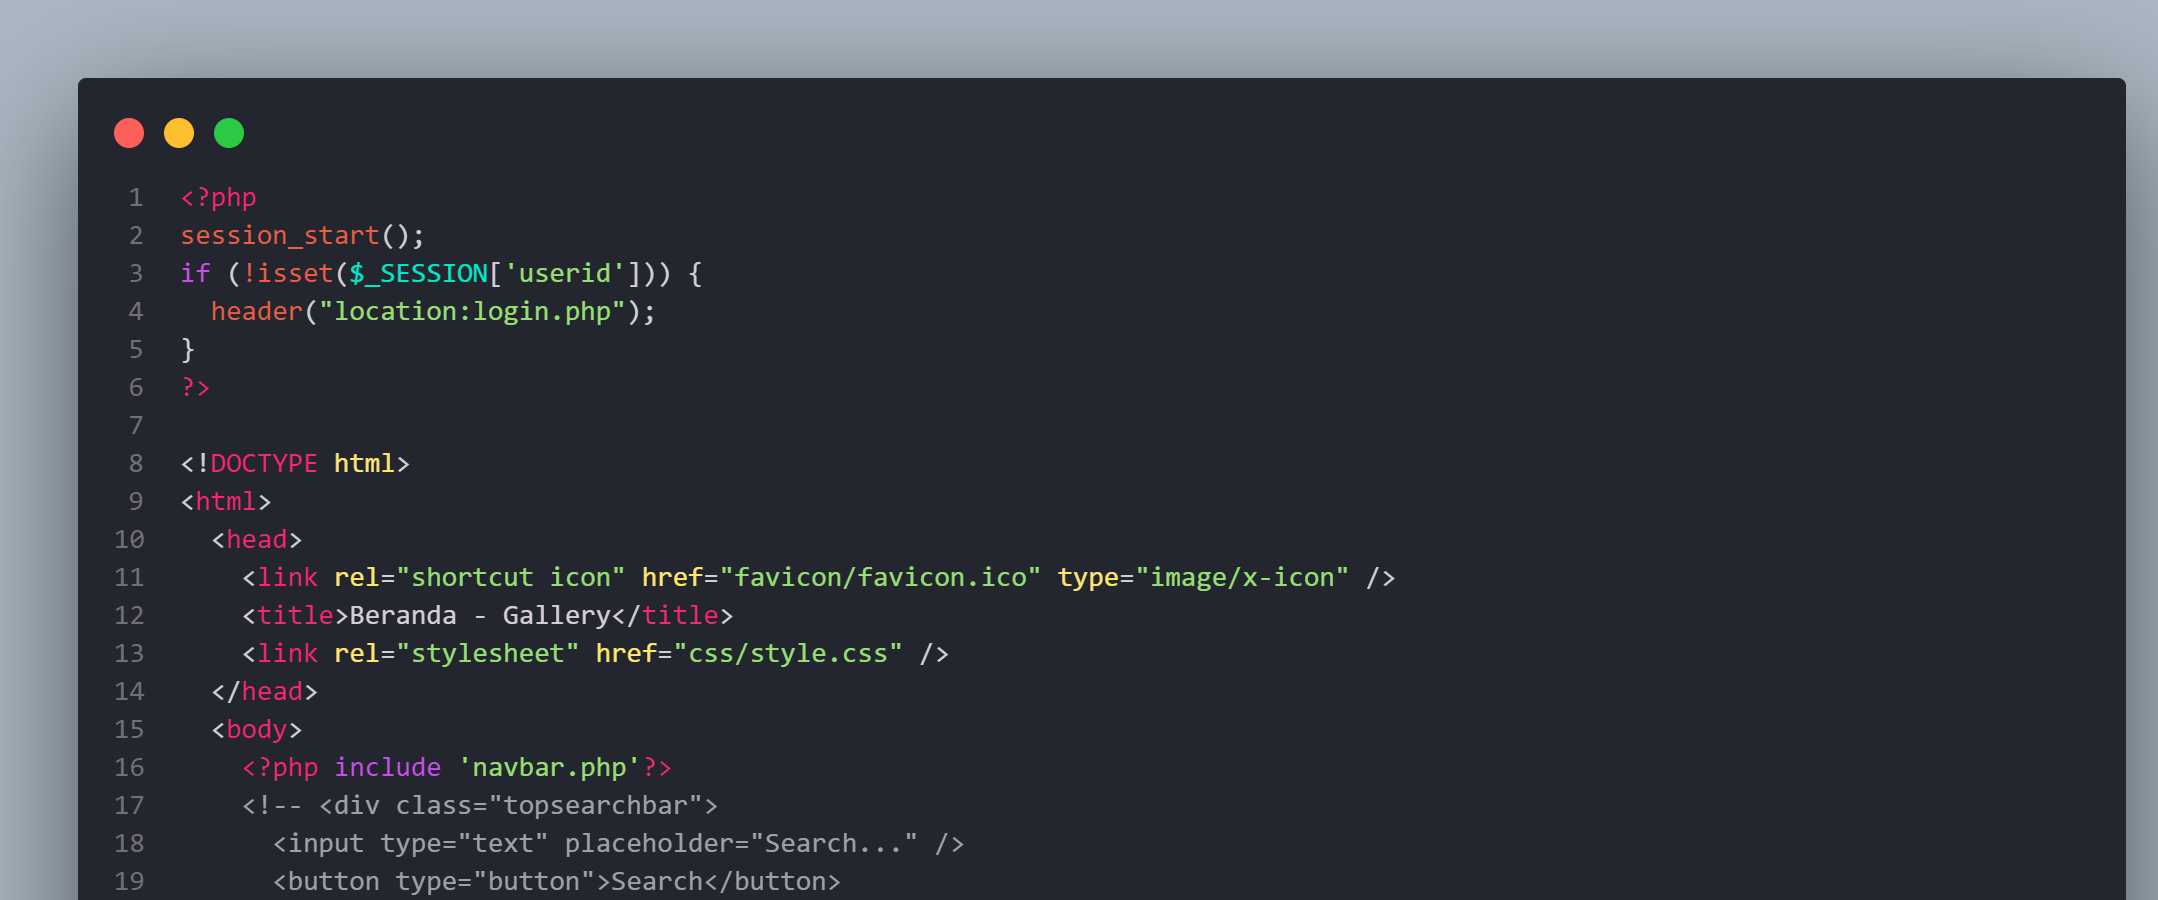 1 <?php
2 session_start();
3 if (!isset($_SESSION['userid'])) {
4   header("location:login.php");
5 }
6 ?>
7
8 <!DOCTYPE html>
9 <html>
10   <head>
11     <link rel="shortcut icon" href="favicon/favicon.ico" type="image/x-icon" />
12     <title>Beranda - Gallery</title>
13     <link rel="stylesheet" href="css/style.css" />
14   </head>
15   <body>
16     <?php include 'navbar.php'?>
17     <!-- <div class="topsearchbar">
18       <input type="text" placeholder="Search..." />
19       <button type="button">Search</button>